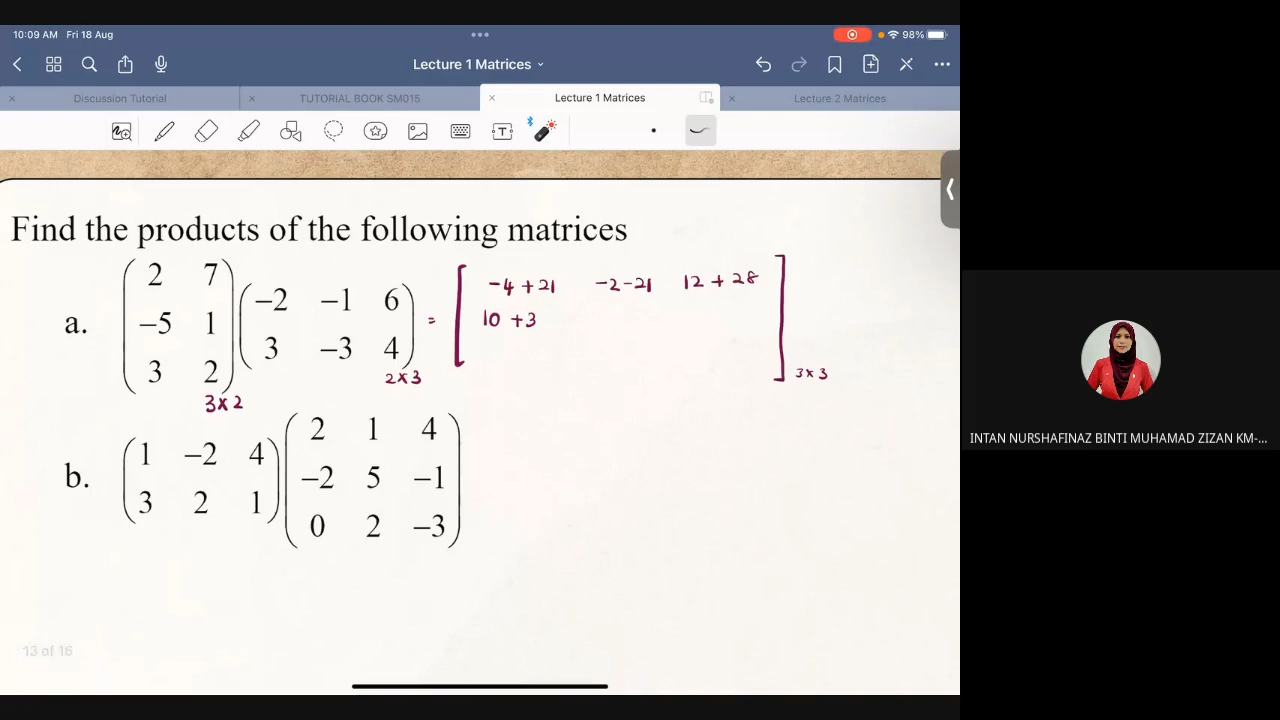 10:09 AM Fri 18 Aug
98%
Lecture 1 Matrices
Discussion Tutorial
TUTORIAL BOOK SM015
Lecture 1 Matrices
Lecture 2 Matrices
Find the products of the following matrices
a.
2 7
-5 1
3 2
3×2
-2 -1 6
3 -3 4
2×3
=
-4+21 -2-21 12+28
10+3
3×3
b.
1 -2 4
3 2 1
2 1 4
-2 5 -1
0 2 -3
13 of 16
INTAN NURSHAFINAZ BINTI MUHAMAD ZIZAN KM-...